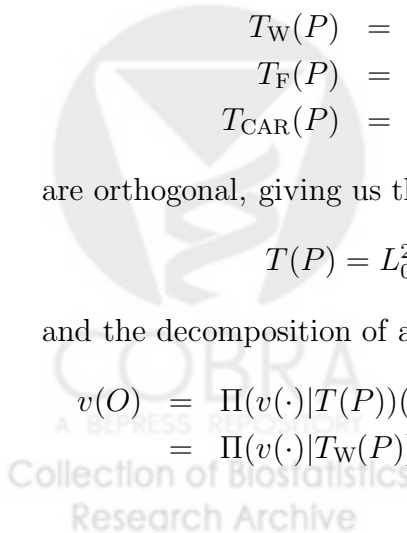 T_W(P) =
T_F(P) =
T_CAR(P) =
are orthogonal, giving us
T(P) = L_0^2
and the decomposition of
v(O) = Π(v(·)|T(P))(
= Π(v(·)|T_W(P)
COBRA
A BEPRESS REPOSITORY
Collection of Biostatistics
Research Archive